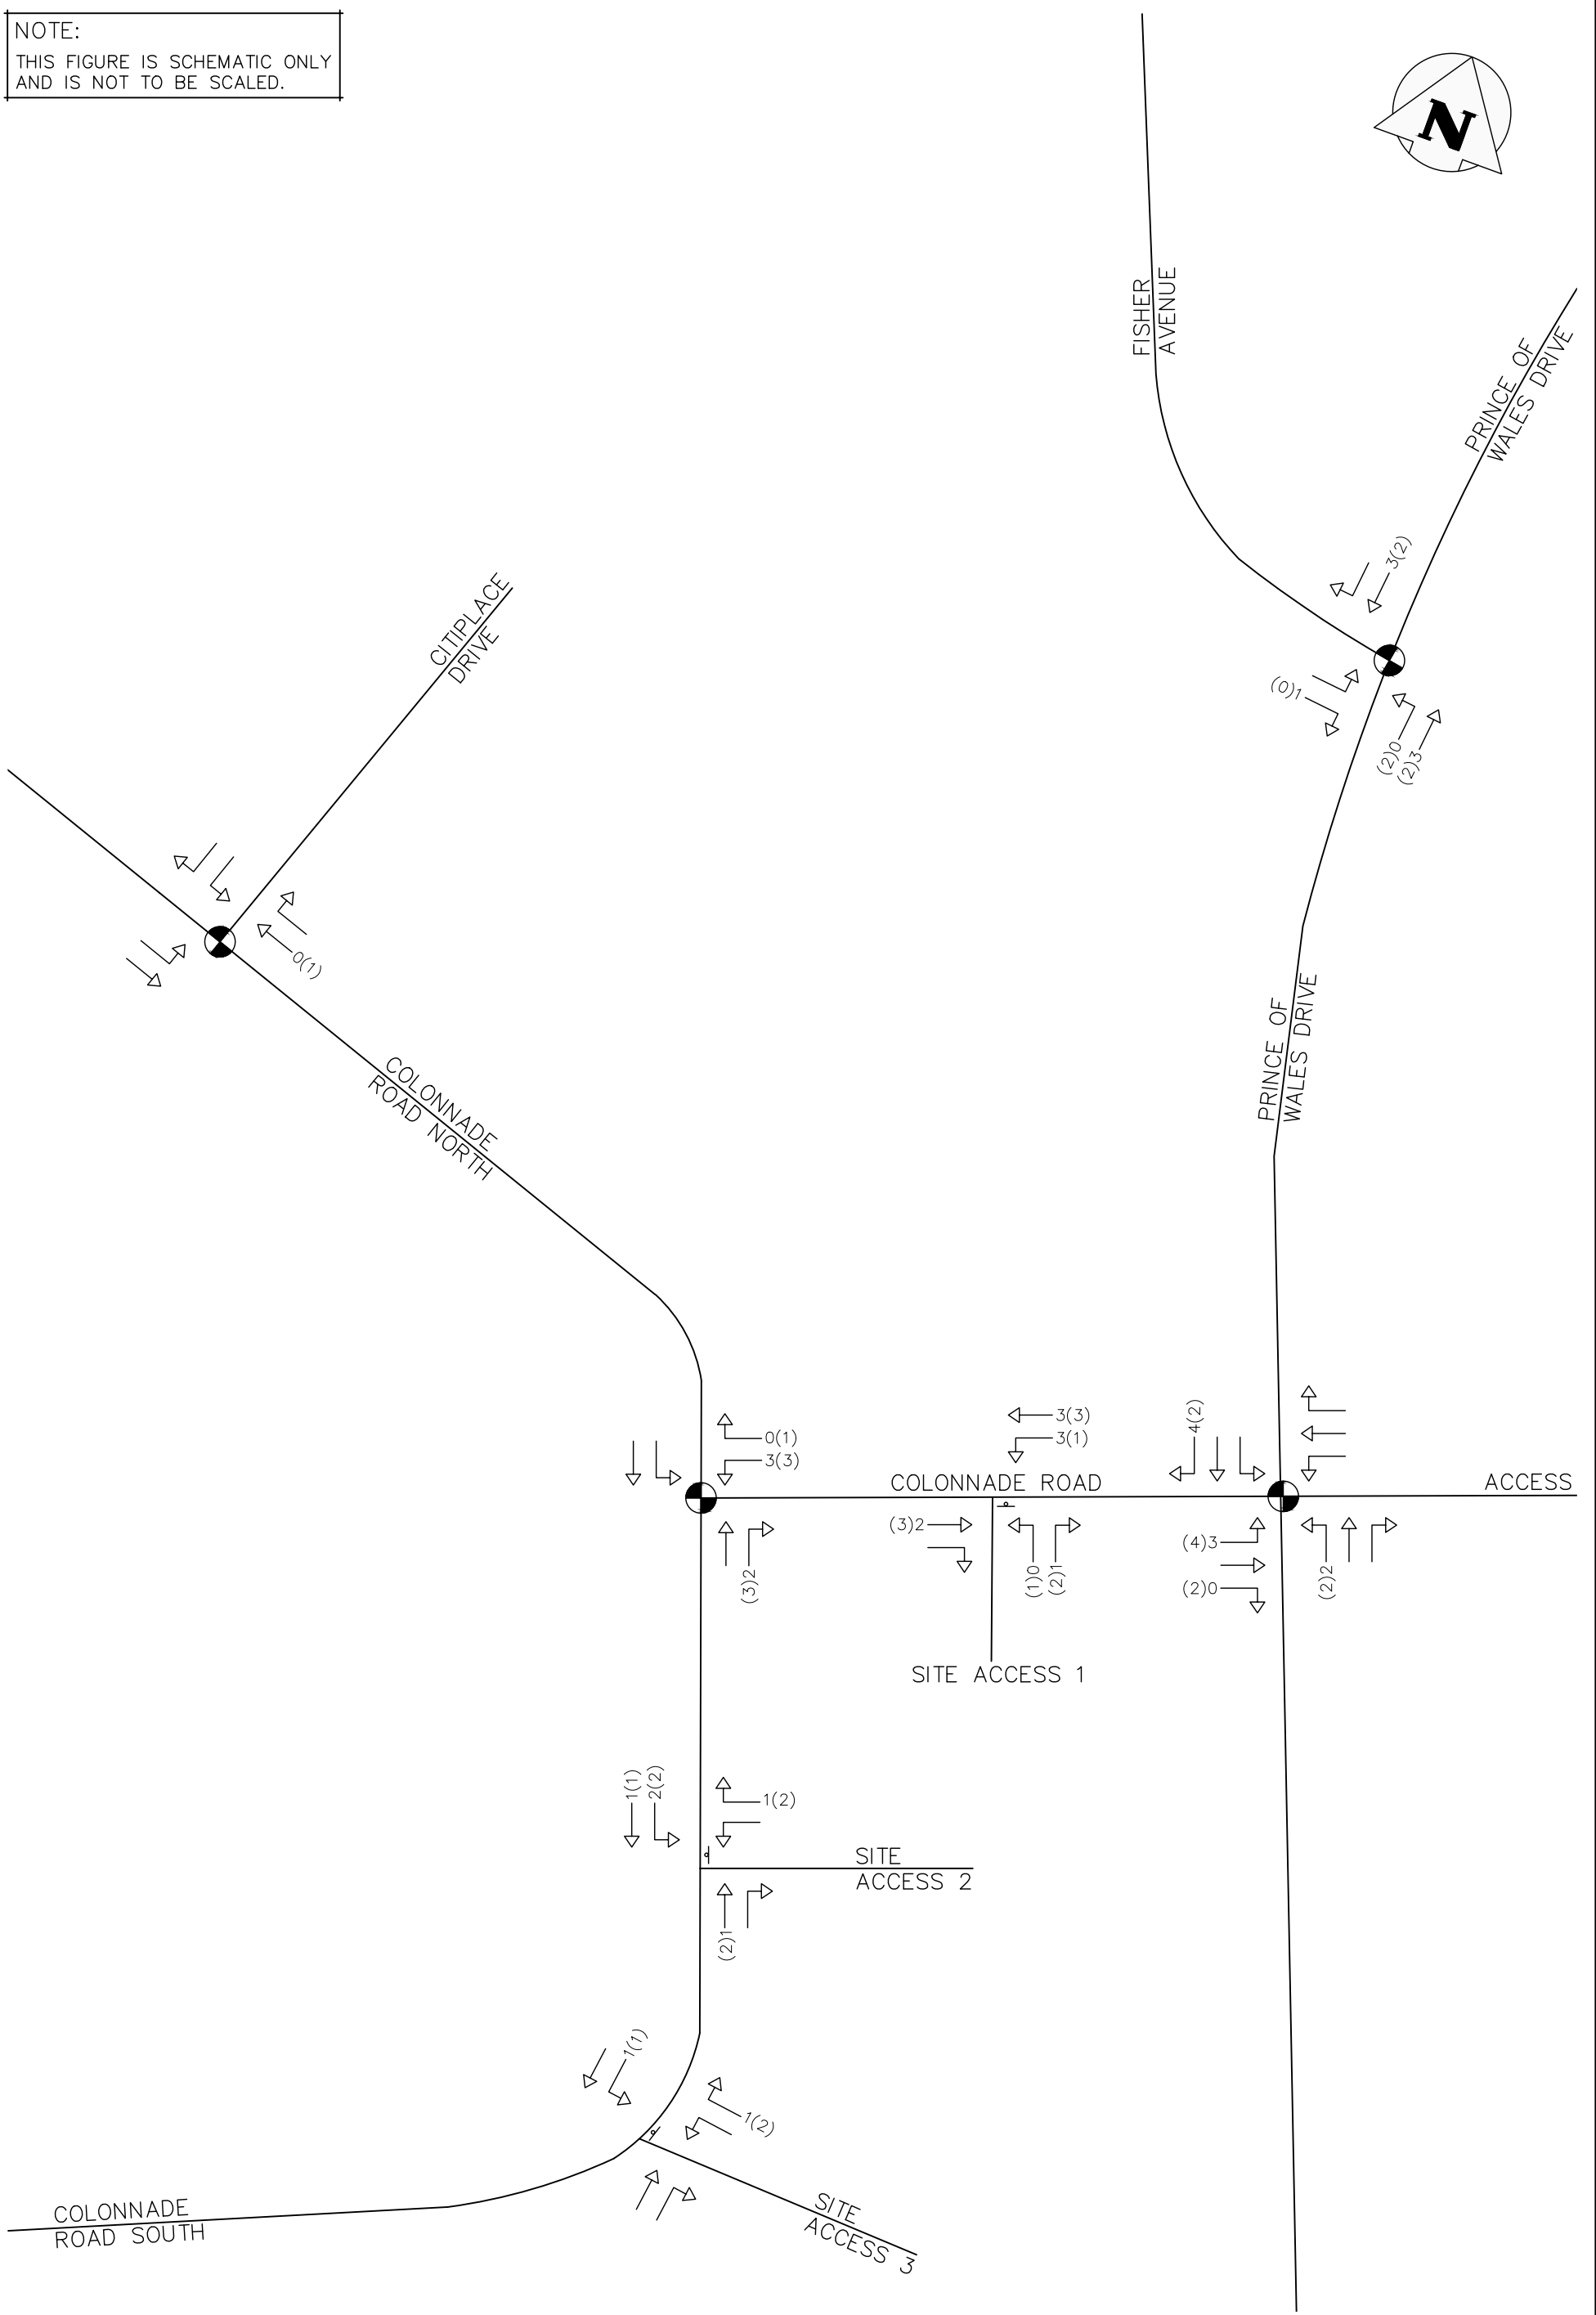 NOTE:
THIS FIGURE IS SCHEMATIC ONLY
AND IS NOT TO BE SCALED.
N
FISHER
AVENUE
PRINCE OF
WALES DRIVE
3(2)
(0)1
(2)0
(2)3
CITIPLACE
DRIVE
0(1)
COLONNADE
ROAD NORTH
PRINCE OF
WALES DRIVE
0(1)
3(3)
(3)2
3(3)
3(1)
COLONNADE ROAD
(3)2
(1)0
(2)1
SITE ACCESS 1
4(2)
ACCESS
(4)3
(2)0
(2)2
1(1)
2(2)
1(2)
SITE
ACCESS 2
(2)1
1(1)
1(2)
SITE
ACCESS 3
COLONNADE
ROAD SOUTH